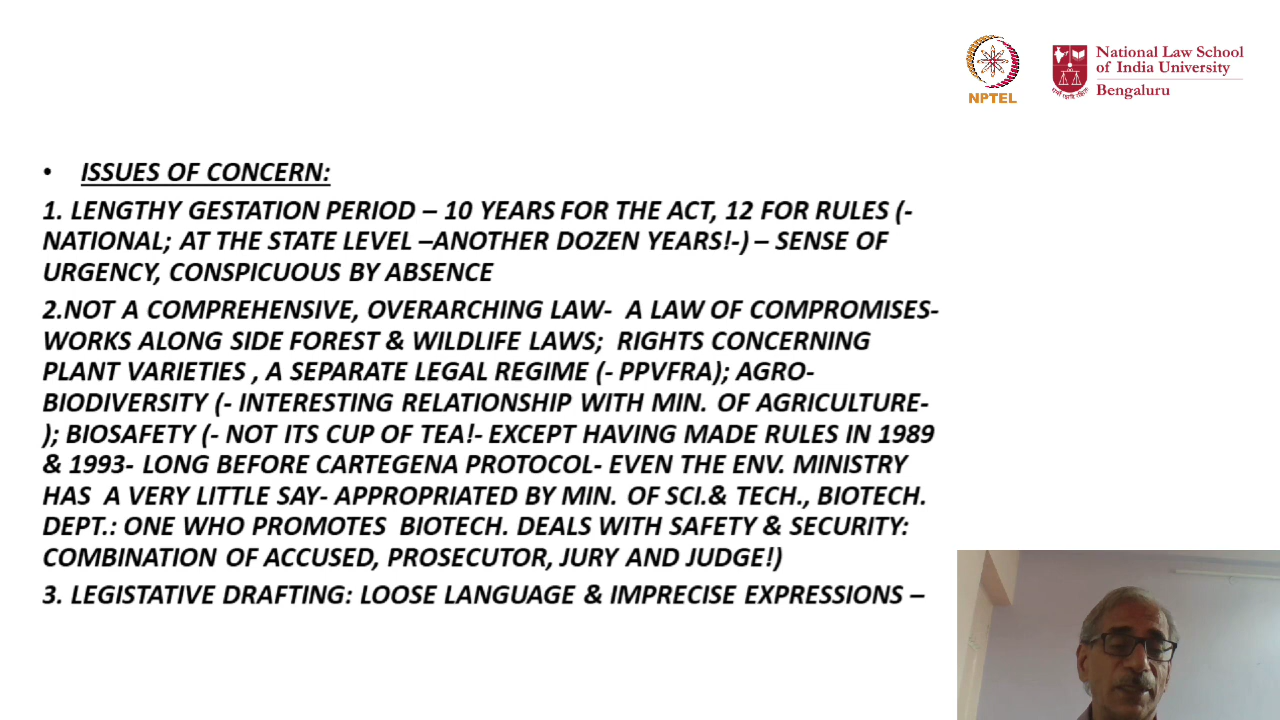 NPTEL
National Law School
of India University
Bengaluru
• ISSUES OF CONCERN:
1. LENGTHY GESTATION PERIOD – 10 YEARS FOR THE ACT, 12 FOR RULES (-
NATIONAL; AT THE STATE LEVEL –ANOTHER DOZEN YEARS!-) – SENSE OF
URGENCY, CONSPICUOUS BY ABSENCE
2.NOT A COMPREHENSIVE, OVERARCHING LAW- A LAW OF COMPROMISES-
WORKS ALONG SIDE FOREST & WILDLIFE LAWS; RIGHTS CONCERNING
PLANT VARIETIES , A SEPARATE LEGAL REGIME (- PPVFRA); AGRO-
BIODIVERSITY (- INTERESTING RELATIONSHIP WITH MIN. OF AGRICULTURE-
); BIOSAFETY (- NOT ITS CUP OF TEA!- EXCEPT HAVING MADE RULES IN 1989
& 1993- LONG BEFORE CARTEGENA PROTOCOL- EVEN THE ENV. MINISTRY
HAS A VERY LITTLE SAY- APPROPRIATED BY MIN. OF SCI.& TECH., BIOTECH.
DEPT.: ONE WHO PROMOTES BIOTECH. DEALS WITH SAFETY & SECURITY:
COMBINATION OF ACCUSED, PROSECUTOR, JURY AND JUDGE!)
3. LEGISTATIVE DRAFTING: LOOSE LANGUAGE & IMPRECISE EXPRESSIONS –